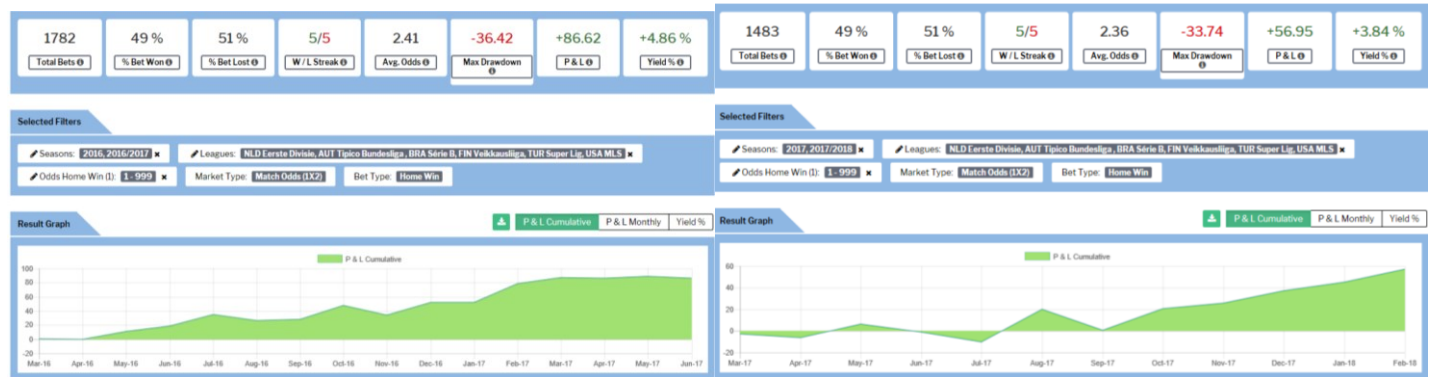 1782 49 % 51 % 5/5 2.41 -36.42 +86.62 +4.86 %
Total Bets % Bet Won % Bet Lost W / L Streak Avg. Odds Max Drawdown P & L Yield %
Selected Filters
Seasons: 2016, 2016/2017 × Leagues: NLD Eerste Divisie, AUT Tipico Bundesliga , BRA Série B, FIN Veikkausliiga, TUR Super Lig, USA MLS ×
Odds Home Win (1): 1 - 999 × Market Type: Match Odds (1X2) Bet Type: Home Win
Result Graph P & L Cumulative P & L Monthly Yield %
P & L Cumulative
100
80
60
40
20
0
-20
Mar-16 Apr-16 May-16 Jun-16 Jul-16 Aug-16 Sep-16 Oct-16 Nov-16 Dec-16 Jan-17 Feb-17 Mar-17 Apr-17 May-17 Jun-17
1483 49 % 51 % 5/5 2.36 -33.74 +56.95 +3.84 %
Total Bets % Bet Won % Bet Lost W / L Streak Avg. Odds Max Drawdown P & L Yield %
Selected Filters
Seasons: 2017, 2017/2018 × Leagues: NLD Eerste Divisie, AUT Tipico Bundesliga , BRA Série B, FIN Veikkausliiga, TUR Super Lig, USA MLS ×
Odds Home Win (1): 1 - 999 × Market Type: Match Odds (1X2) Bet Type: Home Win
Result Graph P & L Cumulative P & L Monthly Yield %
P & L Cumulative
60
40
20
0
-20
Mar-17 Apr-17 May-17 Jun-17 Jul-17 Aug-17 Sep-17 Oct-17 Nov-17 Dec-17 Jan-18 Feb-18